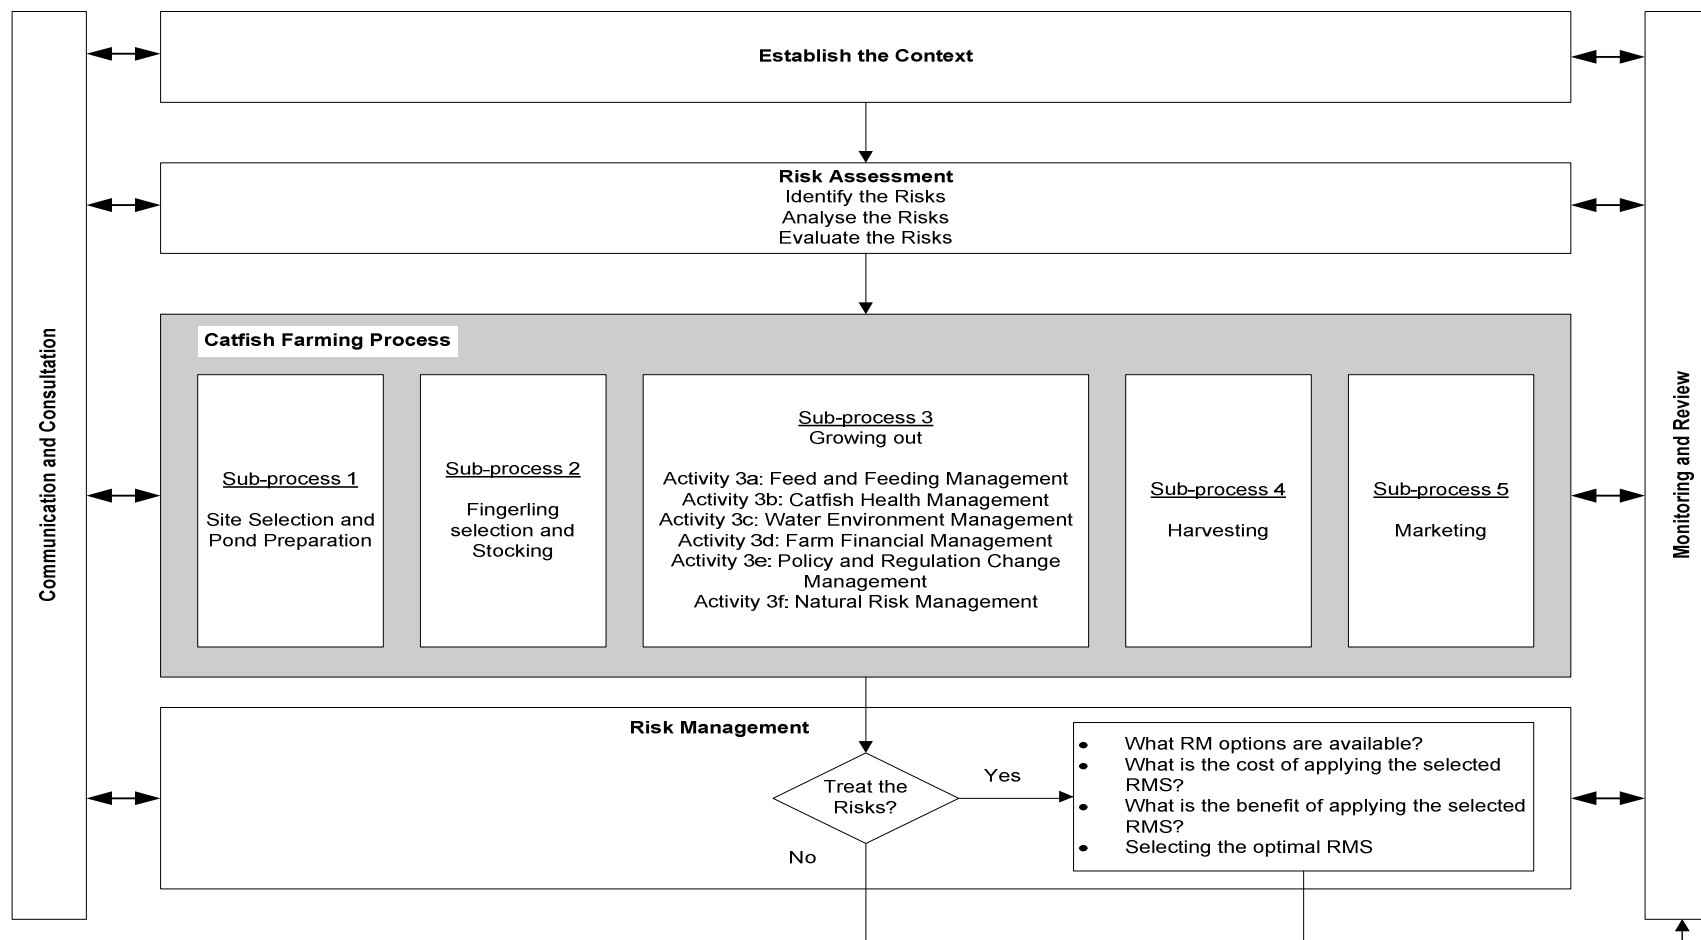 Establish the Context
Risk Assessment
Identify the Risks
Analyse the Risks
Evaluate the Risks
Communication and Consultation
Monitoring and Review
Catfish Farming Process
Sub-process 1
Site Selection and
Pond Preparation
Sub-process 2
Fingerling
selection and
Stocking
Sub-process 3
Growing out
Activity 3a: Feed and Feeding Management
Activity 3b: Catfish Health Management
Activity 3c: Water Environment Management
Activity 3d: Farm Financial Management
Activity 3e: Policy and Regulation Change
Management
Activity 3f: Natural Risk Management
Sub-process 4
Harvesting
Sub-process 5
Marketing
Risk Management
Treat the
Risks?
Yes
No
• What RM options are available?
• What is the cost of applying the selected
RMS?
• What is the benefit of applying the selected
RMS?
• Selecting the optimal RMS